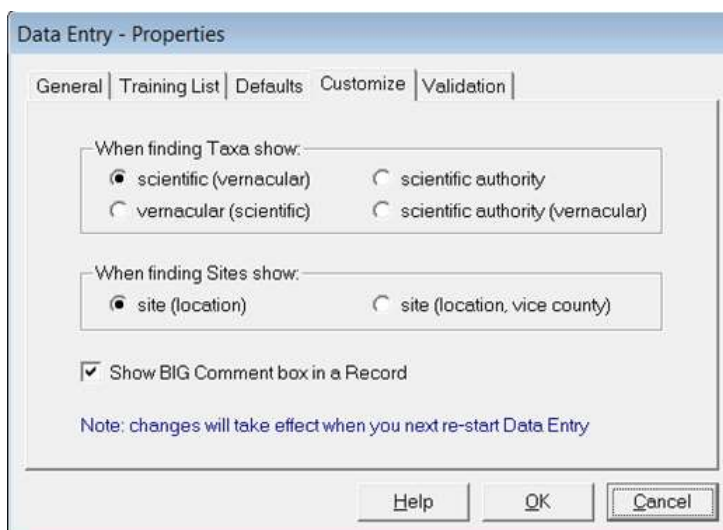 Data Entry - Properties
General Training List Defaults Customize Validation
When finding Taxa show:
scientific (vernacular) scientific authority
vernacular (scientific) scientific authority (vernacular)
When finding Sites show:
site (location) site (location, vice county)
Show BIG Comment box in a Record
Note: changes will take effect when you next re-start Data Entry
Help OK Cancel